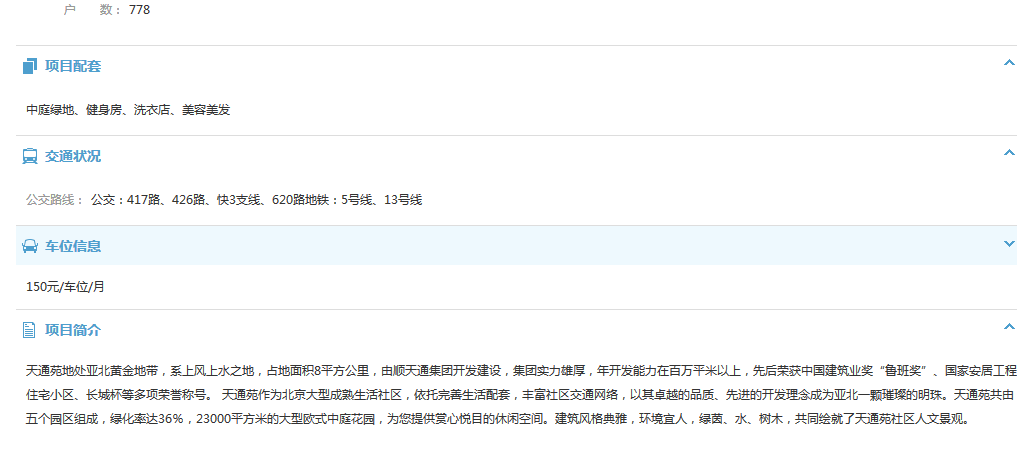 户 数： 778
项目配套
中庭绿地、健身房、洗衣店、美容美发
交通状况
公交路线： 公交：417路、426路、快3支线、620路地铁：5号线、13号线
车位信息
150元/车位/月
项目简介
天通苑地处亚北黄金地带，系上风上水之地，占地面积8平方公里，由顺天通集团开发建设，集团实力雄厚，年开发能力在百万平米以上，先后荣获中国建筑业奖“鲁班奖”、国家安居工程
住宅小区、长城杯等多项荣誉称号。 天通苑作为北京大型成熟生活社区，依托完善生活配套，丰富社区交通网络，以其卓越的品质、先进的开发理念成为亚北一颗璀璨的明珠。天通苑共由
五个园区组成，绿化率达36%，23000平方米的大型欧式中庭花园，为您提供赏心悦目的休闲空间。建筑风格典雅，环境宜人，绿茵、水、树木，共同绘就了天通苑社区人文景观。